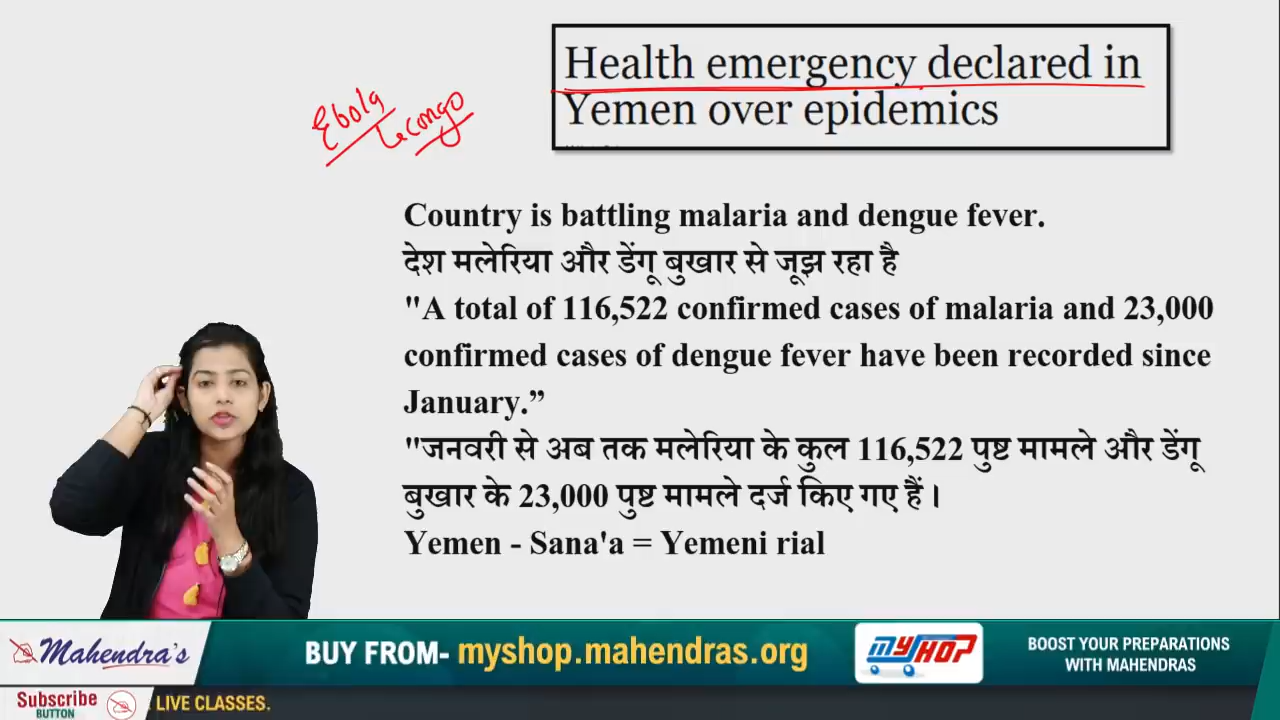 Health emergency declared in
Yemen over epidemics
Ebola
Congo
Country is battling malaria and dengue fever.
देश मलेरिया और डेंगू बुखार से जूझ रहा है
"A total of 116,522 confirmed cases of malaria and 23,000
confirmed cases of dengue fever have been recorded since
January.”
"जनवरी से अब तक मलेरिया के कुल 116,522 पुष्ट मामले और डेंगू
बुखार के 23,000 पुष्ट मामले दर्ज किए गए हैं।
Yemen - Sana'a = Yemeni rial
Mahendra's
BUY FROM- myshop.mahendras.org
MYSHOP
BOOST YOUR PREPARATIONS
WITH MAHENDRAS
Subscribe
BUTTON
LIVE CLASSES.